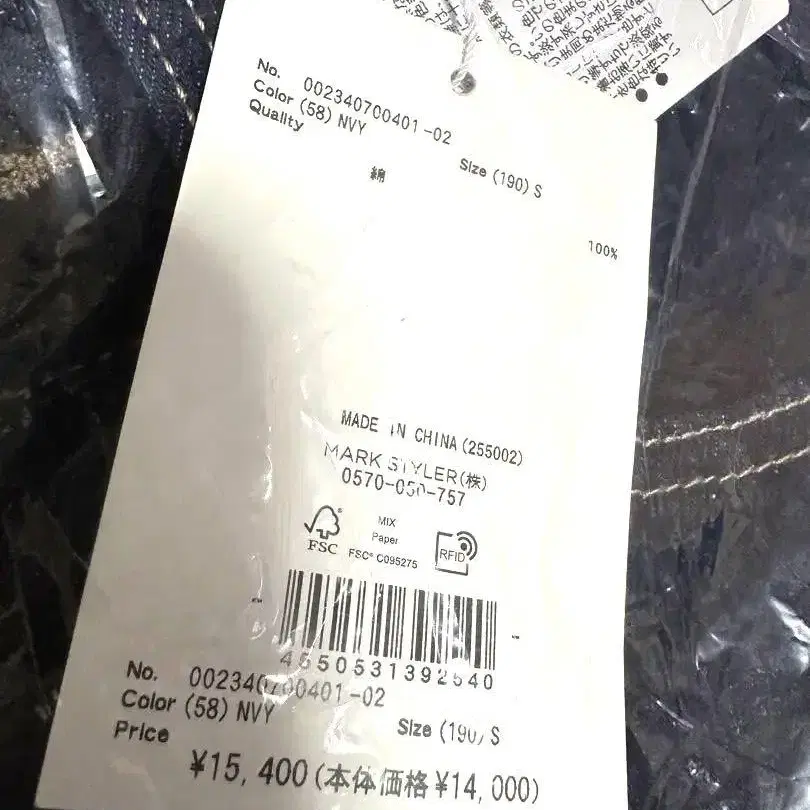 No. 002340700401-02
Color (58) NVY
Size (190) S
Quality
綿
100%
MADE IN CHINA (255002)
MARK STYLER(株)
0570-050-757
FSC
MIX
Paper
FSC® C095275
RFID
4550531392540
No. 002340700401-02
Color (58) NVY
Size (190) S
Price
¥15,400(本体価格¥14,000)